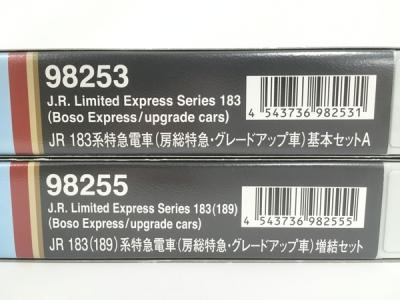 98253
J.R. Limited Express Series 183
(Boso Express/upgrade cars)
4 543736 982531
JR 183系特急電車(房総特急・グレードアップ車)基本セットA
98255
J.R. Limited Express Series 183(189)
(Boso Express/upgrade cars)
4 543736 982555
JR 183(189)系特急電車(房総特急・グレードアップ車)増結セット